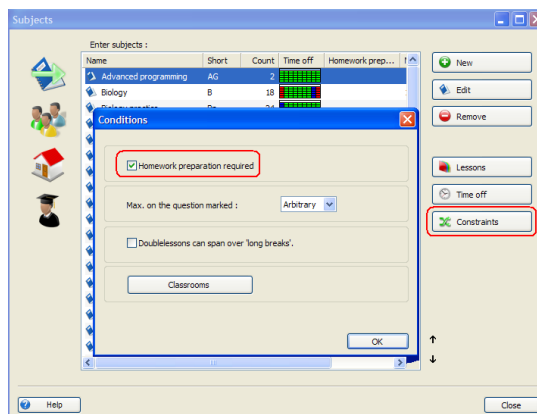 Subjects
Enter subjects :
Name Short Count Time off Homework prep...
Advanced programming AG 2
Biology B 18
New
Edit
Remove
Conditions
Homework preparation required
Max. on the question marked : Arbitrary
Doublelessons can span over 'long breaks'.
Classrooms
OK
Lessons
Time off
Constraints
Help
Close